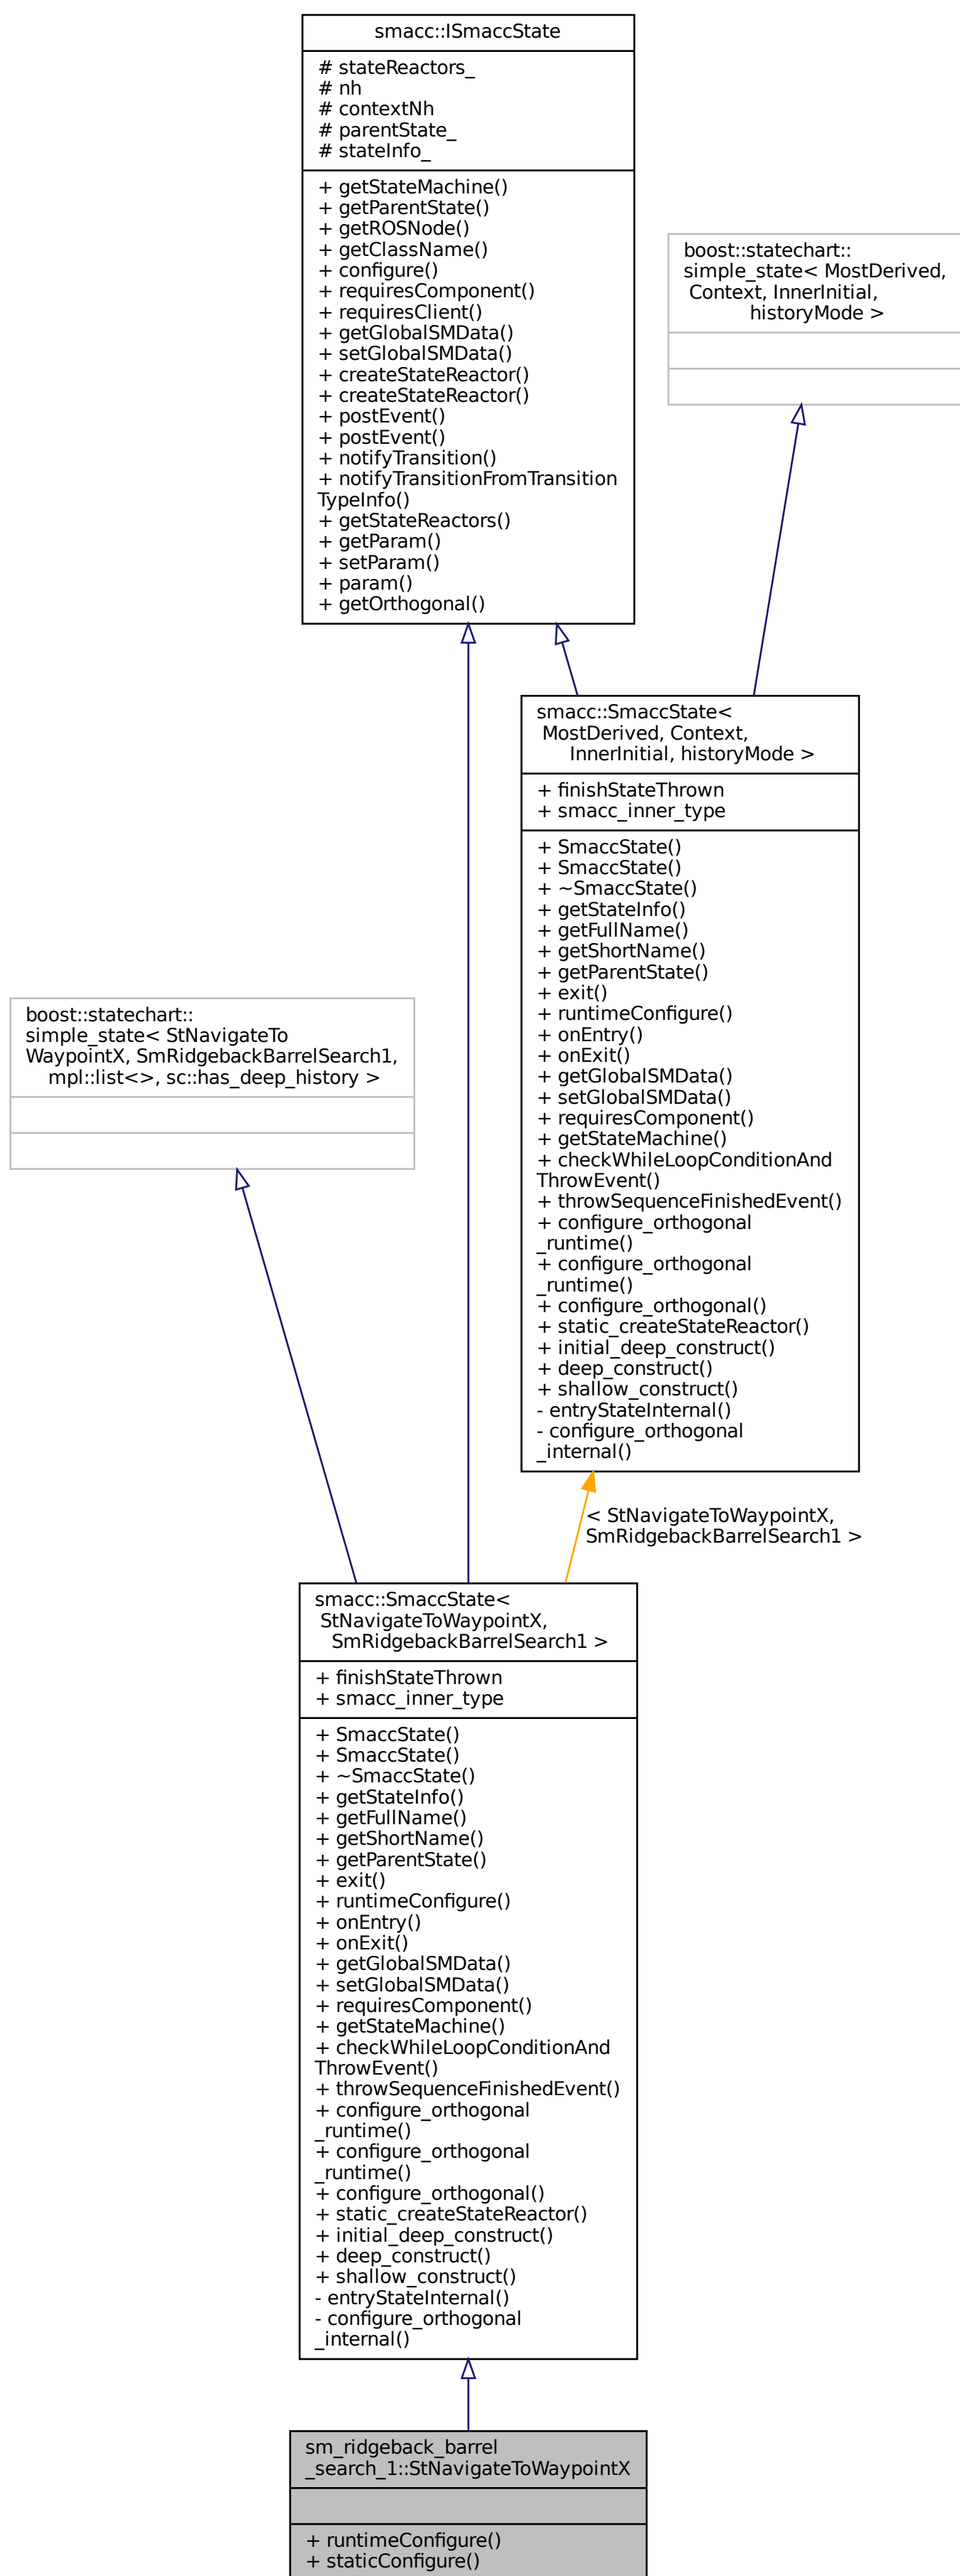 smacc::ISmaccState
# stateReactors_
# nh
# contextNh
# parentState_
# stateInfo_
+ getStateMachine()
+ getParentState()
+ getROSNode()
+ getClassName()
+ configure()
+ requiresComponent()
+ requiresClient()
+ getGlobalSMData()
+ setGlobalSMData()
+ createStateReactor()
+ createStateReactor()
+ postEvent()
+ postEvent()
+ notifyTransition()
+ notifyTransitionFromTransition
TypeInfo()
+ getStateReactors()
+ getParam()
+ setParam()
+ param()
+ getOrthogonal()
boost::statechart::
simple_state< MostDerived,
Context, InnerInitial,
historyMode >
smacc::SmaccState<
MostDerived, Context,
InnerInitial, historyMode >
+ finishStateThrown
+ smacc_inner_type
+ SmaccState()
+ SmaccState()
+ ~SmaccState()
+ getStateInfo()
+ getFullName()
+ getShortName()
+ getParentState()
+ exit()
+ runtimeConfigure()
+ onEntry()
+ onExit()
+ getGlobalSMData()
+ setGlobalSMData()
+ requiresComponent()
+ getStateMachine()
+ checkWhileLoopConditionAnd
ThrowEvent()
+ throwSequenceFinishedEvent()
+ configure_orthogonal
_runtime()
+ configure_orthogonal
_runtime()
+ configure_orthogonal()
+ static_createStateReactor()
+ initial_deep_construct()
+ deep_construct()
+ shallow_construct()
- entryStateInternal()
- configure_orthogonal
_internal()
boost::statechart::
simple_state< StNavigateTo
WaypointX, SmRidgebackBarrelSearch1,
mpl::list<>, sc::has_deep_history >
< StNavigateToWaypointX,
SmRidgebackBarrelSearch1 >
smacc::SmaccState<
StNavigateToWaypointX,
SmRidgebackBarrelSearch1 >
+ finishStateThrown
+ smacc_inner_type
+ SmaccState()
+ SmaccState()
+ ~SmaccState()
+ getStateInfo()
+ getFullName()
+ getShortName()
+ getParentState()
+ exit()
+ runtimeConfigure()
+ onEntry()
+ onExit()
+ getGlobalSMData()
+ setGlobalSMData()
+ requiresComponent()
+ getStateMachine()
+ checkWhileLoopConditionAnd
ThrowEvent()
+ throwSequenceFinishedEvent()
+ configure_orthogonal
_runtime()
+ configure_orthogonal
_runtime()
+ configure_orthogonal()
+ static_createStateReactor()
+ initial_deep_construct()
+ deep_construct()
+ shallow_construct()
- entryStateInternal()
- configure_orthogonal
_internal()
sm_ridgeback_barrel
_search_1::StNavigateToWaypointX
+ runtimeConfigure()
+ staticConfigure()